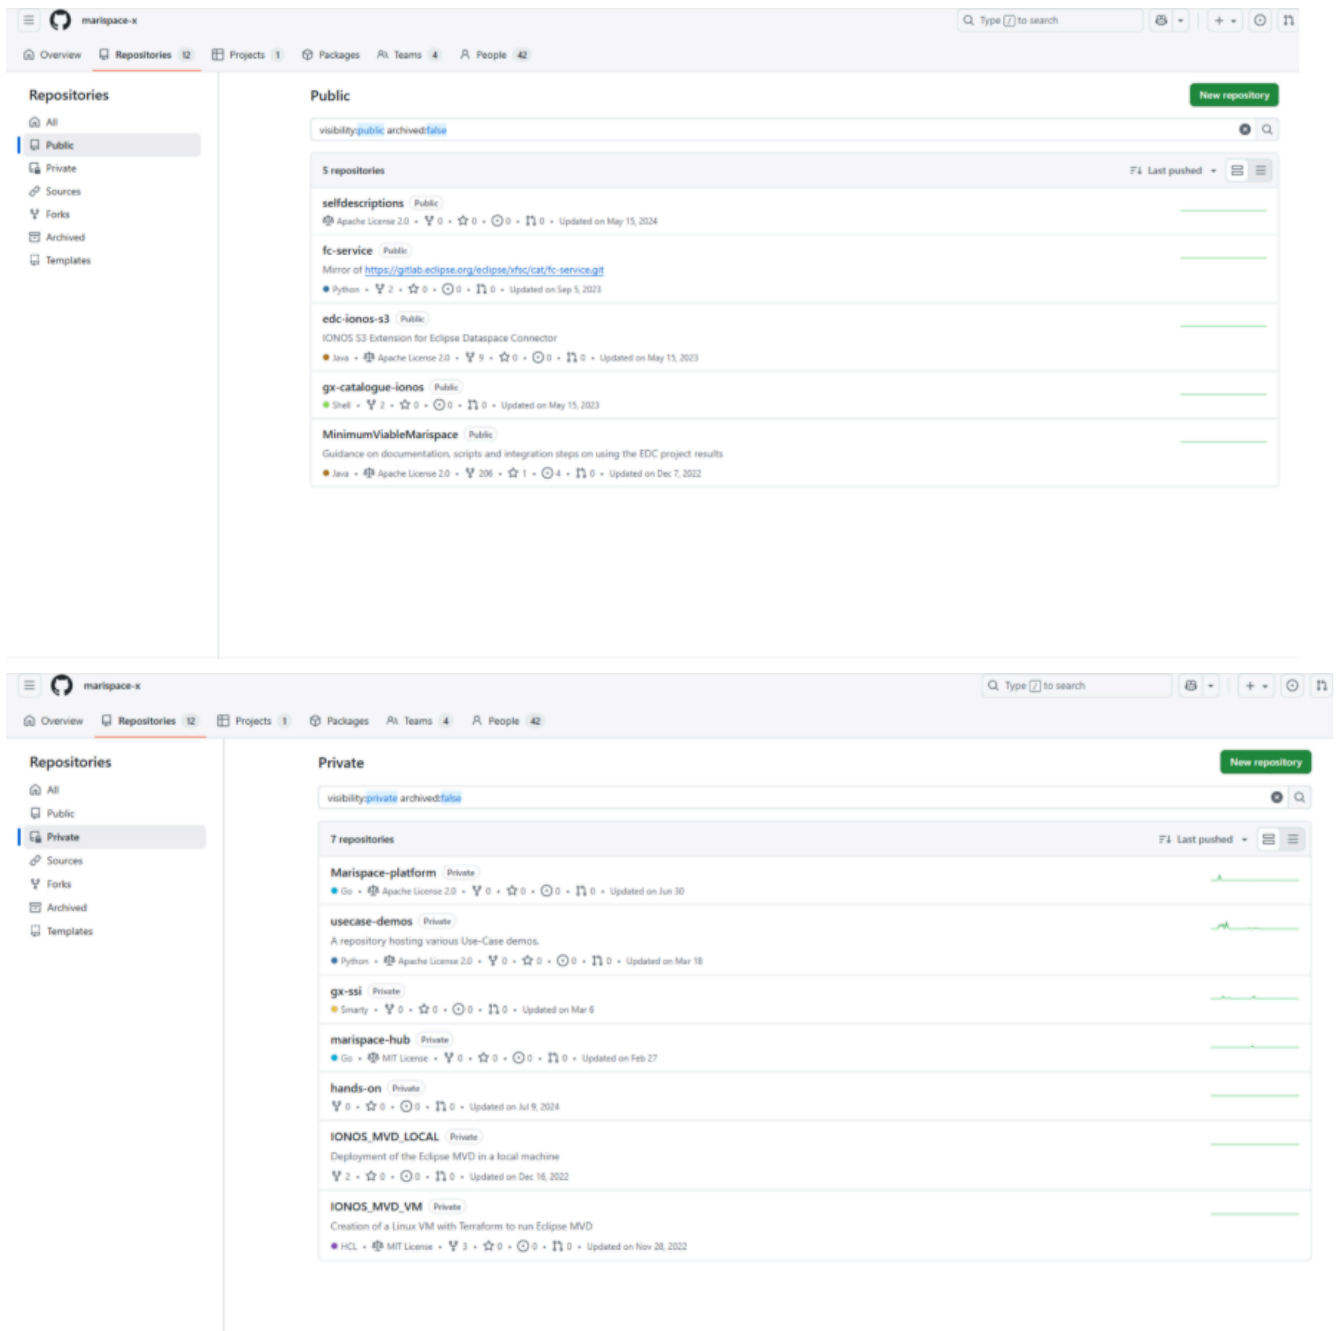 marispace-x
Type / to search
Overview Repositories 12 Projects 1 Packages Teams 4 People 42
Repositories
All
Public
Private
Sources
Forks
Archived
Templates
Public
New repository
visibility:public archived:false
5 repositories
Last pushed
selfdescriptions Public
Apache License 2.0 • 0 • 0 • 0 • 0 • Updated on May 15, 2024
fc-service Public
Mirror of https://gitlab.eclipse.org/eclipse/xfsc/cat/fc-service.git
Python • 2 • 0 • 0 • 0 • Updated on Sep 5, 2023
edc-ionos-s3 Public
IONOS S3 Extension for Eclipse Dataspace Connector
Java • Apache License 2.0 • 9 • 0 • 0 • 0 • Updated on May 15, 2023
gx-catalogue-ionos Public
Shell • 2 • 0 • 0 • 0 • Updated on May 15, 2023
MinimumViableMarispace Public
Guidance on documentation, scripts and integration steps on using the EDC project results
Java • Apache License 2.0 • 206 • 1 • 4 • 0 • Updated on Dec 7, 2022
marispace-x
Type / to search
Overview Repositories 12 Projects 1 Packages Teams 4 People 42
Repositories
All
Public
Private
Sources
Forks
Archived
Templates
Private
New repository
visibility:private archived:false
7 repositories
Last pushed
Marispace-platform Private
Go • Apache License 2.0 • 0 • 0 • 0 • 0 • Updated on Jun 30
usecase-demos Private
A repository hosting various Use-Case demos.
Python • Apache License 2.0 • 0 • 0 • 0 • 0 • Updated on Mar 18
gx-ssi Private
Smarty • 0 • 0 • 0 • 0 • Updated on Mar 6
marispace-hub Private
Go • MIT License • 0 • 0 • 0 • 0 • Updated on Feb 27
hands-on Private
0 • 0 • 0 • 0 • Updated on Jul 9, 2024
IONOS_MVD_LOCAL Private
Deployment of the Eclipse MVD in a local machine
2 • 0 • 0 • 0 • Updated on Dec 16, 2022
IONOS_MVD_VM Private
Creation of a Linux VM with Terraform to run Eclipse MVD
HCL • MIT License • 3 • 0 • 0 • 0 • Updated on Nov 28, 2022